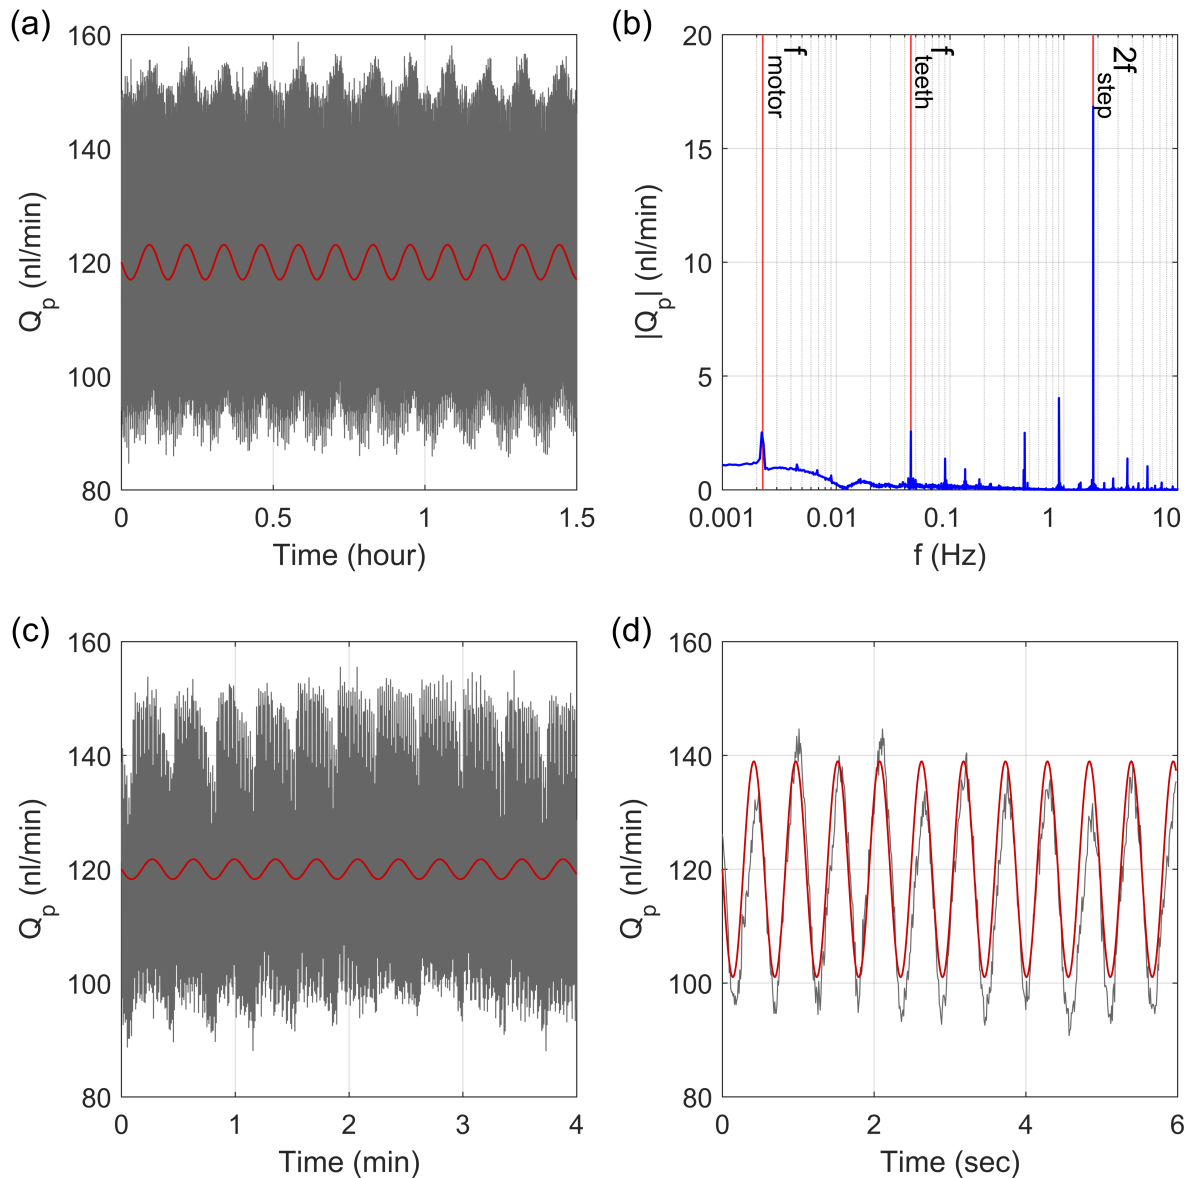 (a)
160
140
120
100
80
Q_p (nl/min)
0
0.5
1
1.5
Time (hour)
(b)
20
15
10
5
0
|Q_p| (nl/min)
f_motor
f_teeth
2f_step
0.001
0.01
0.1
1
10
f (Hz)
(c)
160
140
120
100
80
Q_p (nl/min)
0
1
2
3
4
Time (min)
(d)
160
140
120
100
80
Q_p (nl/min)
0
2
4
6
Time (sec)